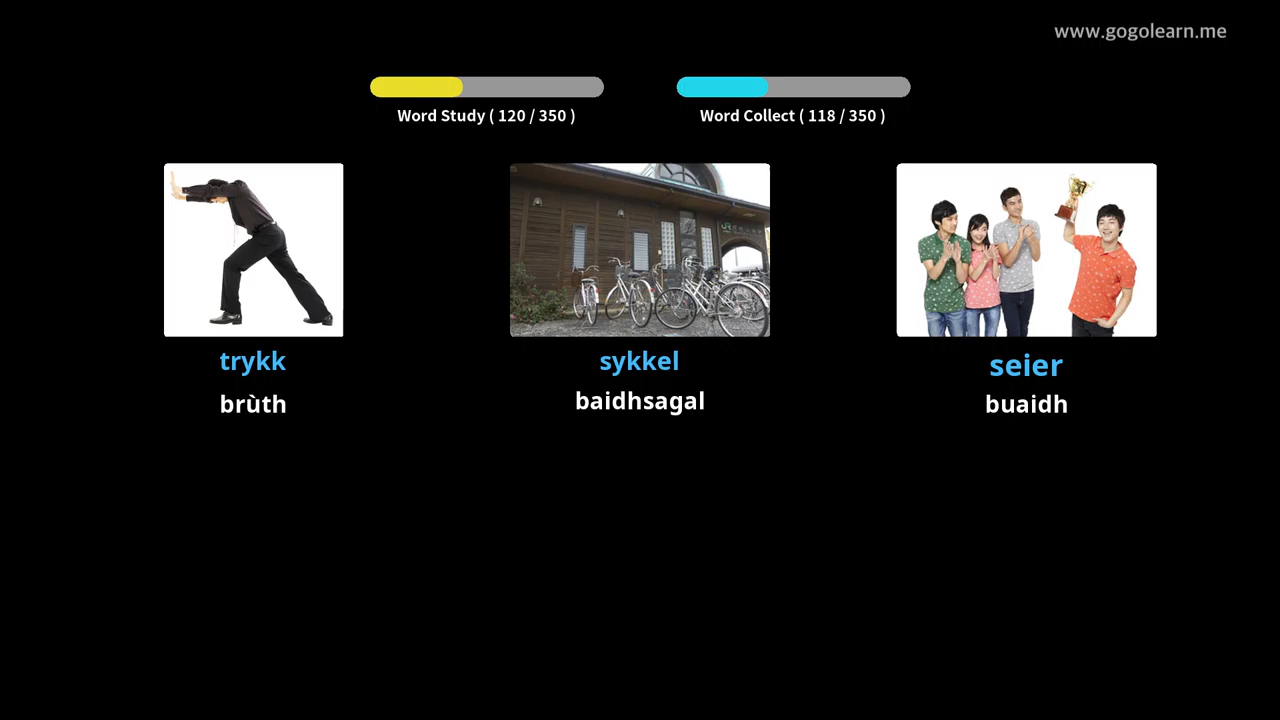 www.gogolearn.me
Word Study ( 120 / 350 )
Word Collect ( 118 / 350 )
trykk
brùth
sykkel
baidhsagal
seier
buaidh